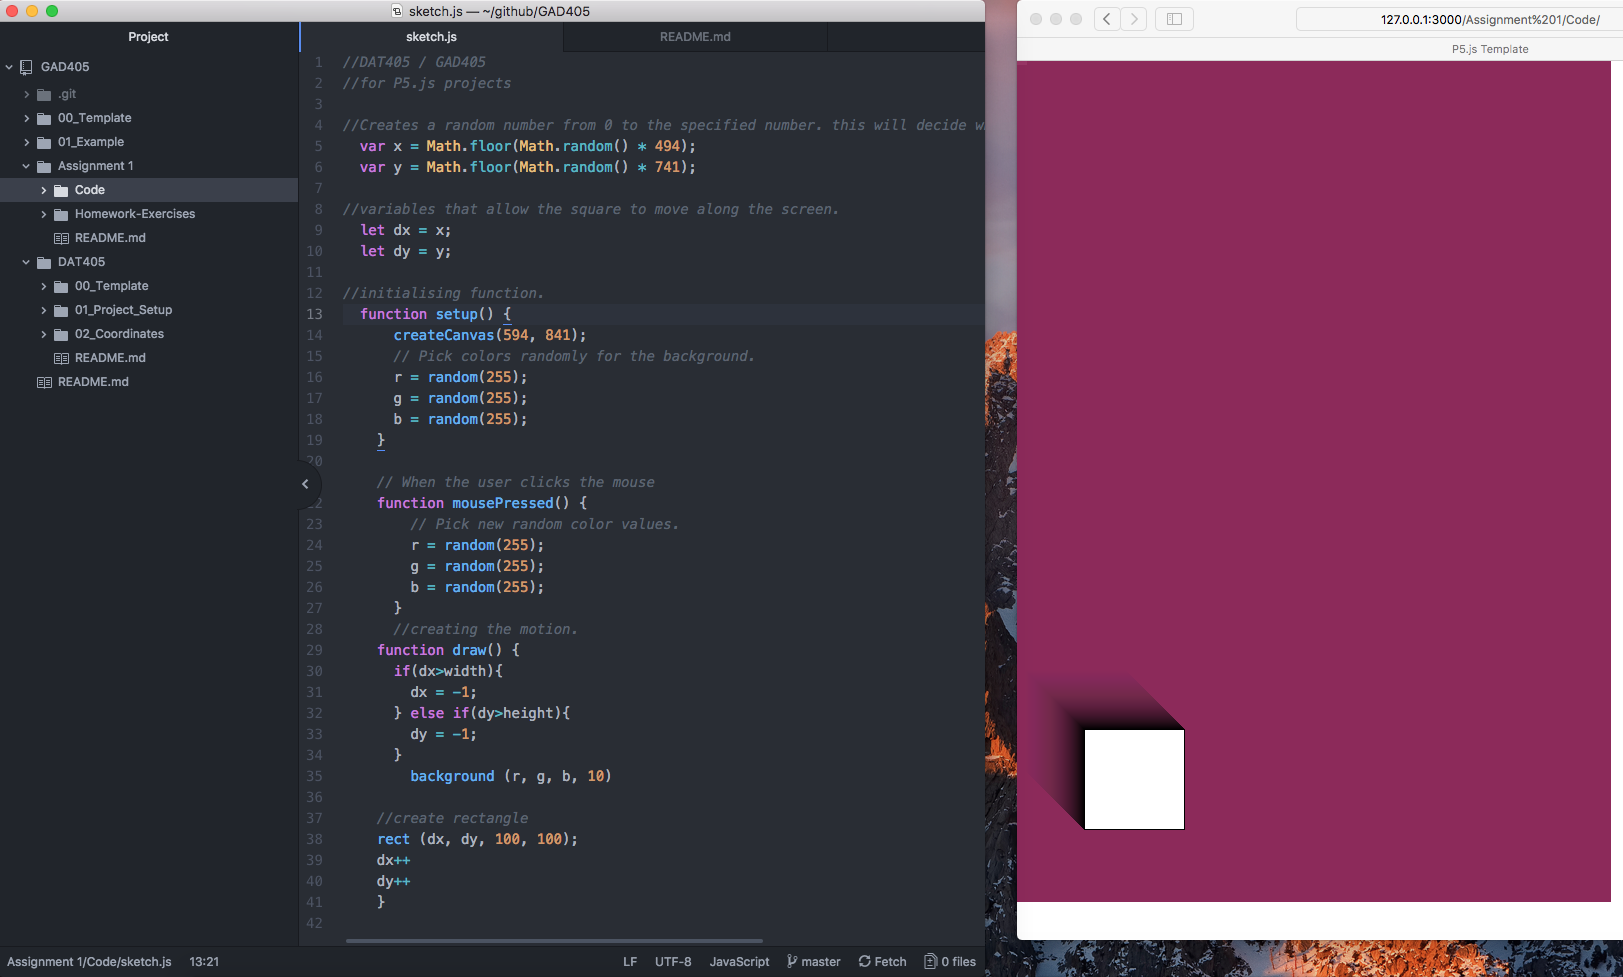 sketch.js — ~/github/GAD405
Project
GAD405
.git
00_Template
01_Example
Assignment 1
Code
Homework-Exercises
README.md
DAT405
00_Template
01_Project_Setup
02_Coordinates
README.md
README.md
sketch.js README.md
1 //DAT405 / GAD405
2 //for P5.js projects
3
4 //Creates a random number from 0 to the specified number. this will decide w
5 var x = Math.floor(Math.random() * 494);
6 var y = Math.floor(Math.random() * 741);
7
8 //variables that allow the square to move along the screen.
9 let dx = x;
10 let dy = y;
11
12 //initialising function.
13 function setup() {
14 createCanvas(594, 841);
15 // Pick colors randomly for the background.
16 r = random(255);
17 g = random(255);
18 b = random(255);
19 }
20
// When the user clicks the mouse
22 function mousePressed() {
23 // Pick new random color values.
24 r = random(255);
25 g = random(255);
26 b = random(255);
27 }
28 //creating the motion.
29 function draw() {
30 if(dx>width){
31 dx = -1;
32 } else if(dy>height){
33 dy = -1;
34 }
35 background (r, g, b, 10)
36
37 //create rectangle
38 rect (dx, dy, 100, 100);
39 dx++
40 dy++
41 }
42
Assignment 1/Code/sketch.js 13:21 LF UTF-8 JavaScript master Fetch 0 files
127.0.0.1:3000/Assignment%201/Code/
P5.js Template